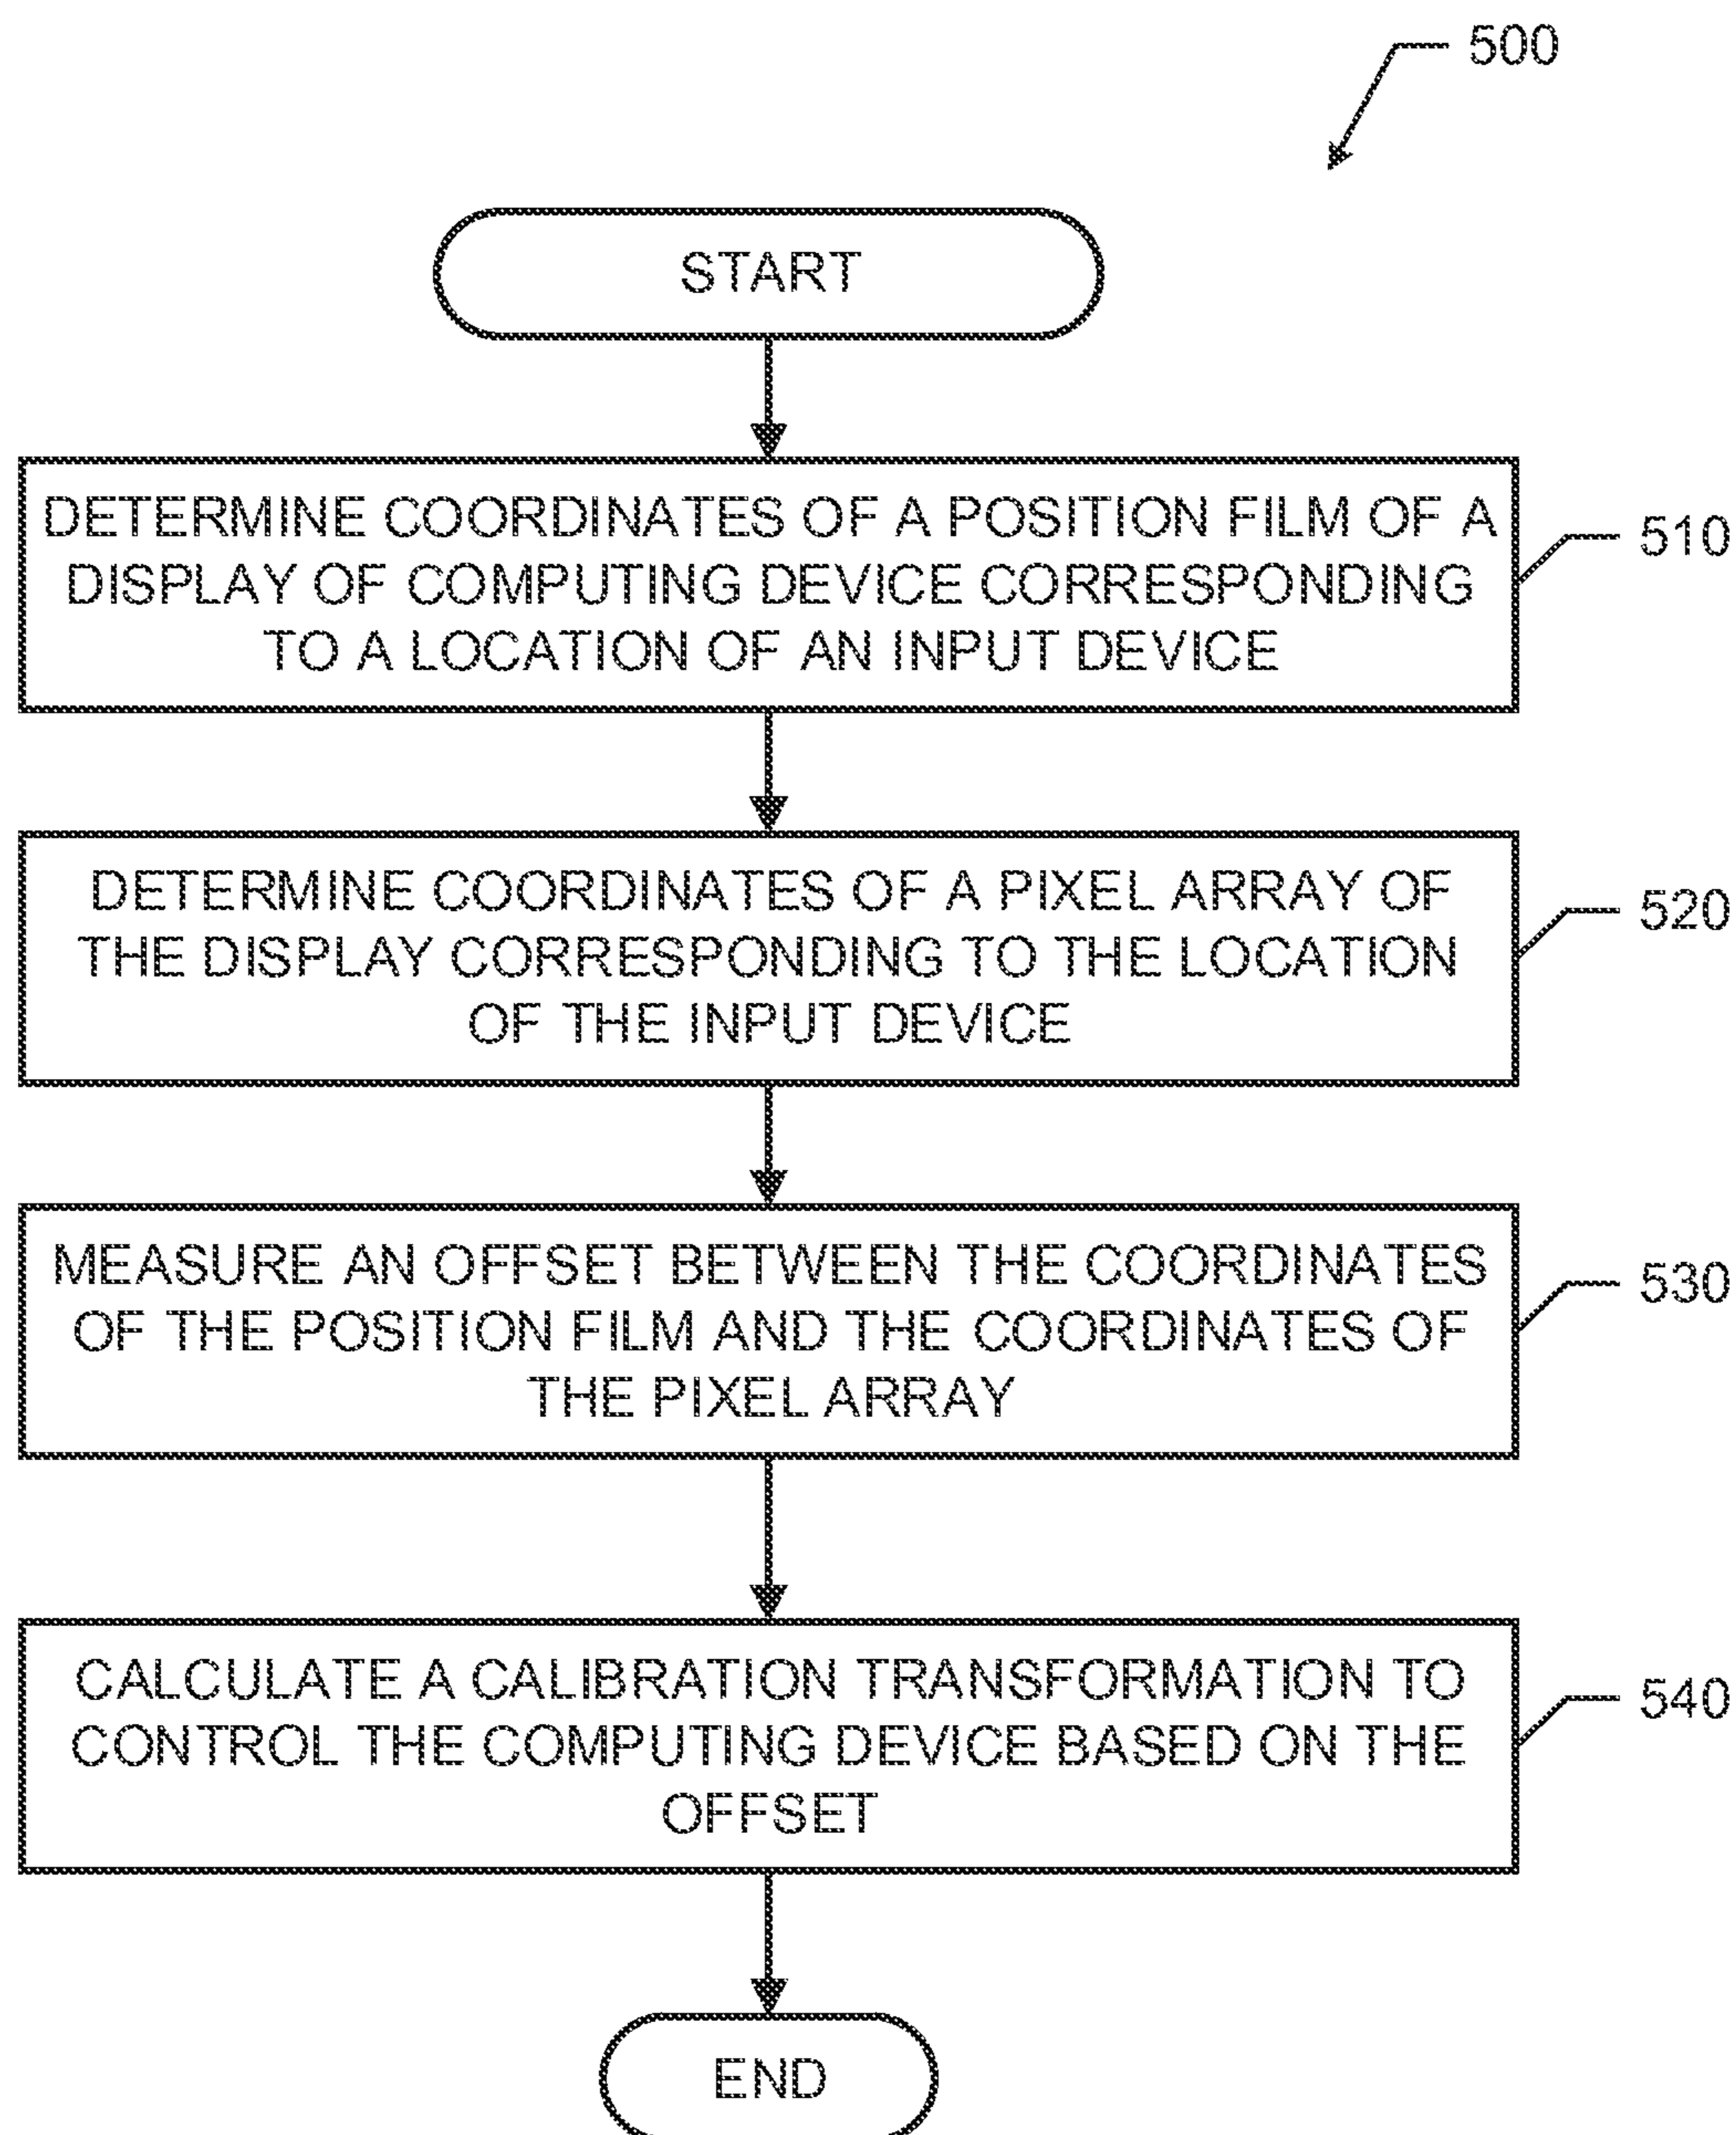 500
START
DETERMINE COORDINATES OF A POSITION FILM OF A
DISPLAY OF COMPUTING DEVICE CORRESPONDING
TO A LOCATION OF AN INPUT DEVICE
510
DETERMINE COORDINATES OF A PIXEL ARRAY OF
THE DISPLAY CORRESPONDING TO THE LOCATION
OF THE INPUT DEVICE
520
MEASURE AN OFFSET BETWEEN THE COORDINATES
OF THE POSITION FILM AND THE COORDINATES OF
THE PIXEL ARRAY
530
CALCULATE A CALIBRATION TRANSFORMATION TO
CONTROL THE COMPUTING DEVICE BASED ON THE
OFFSET
540
END